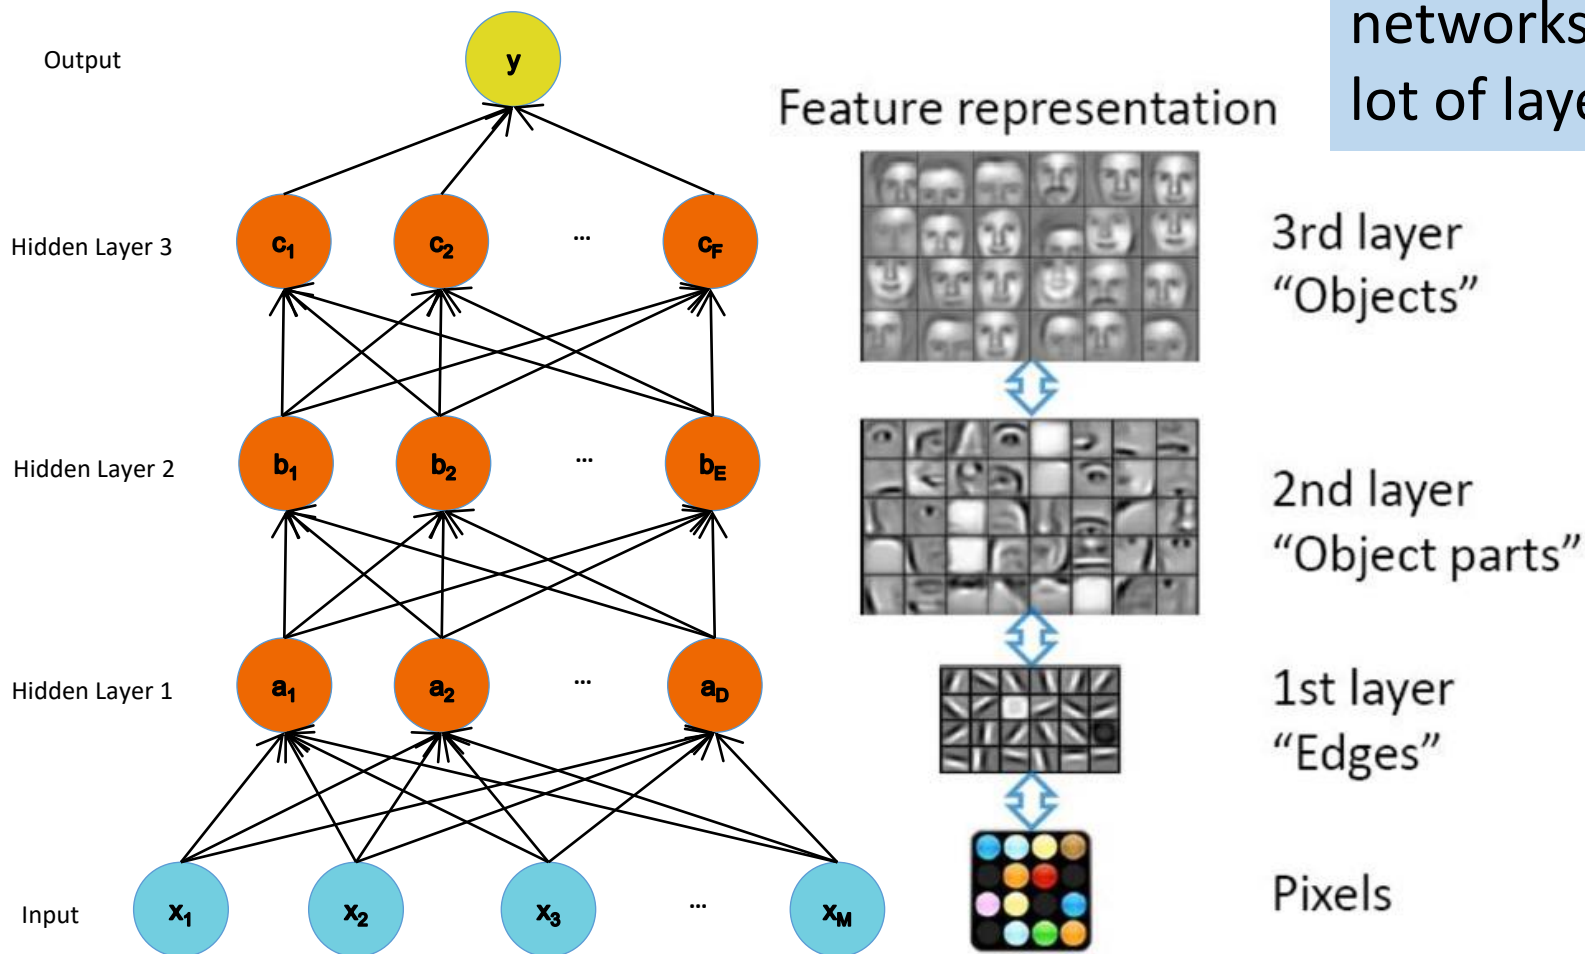 networks
lot of laye
Output
y
Feature representation
Hidden Layer 3
c1
c2
...
cF
3rd layer
“Objects”
Hidden Layer 2
b1
b2
...
bE
2nd layer
“Object parts”
Hidden Layer 1
a1
a2
...
aD
1st layer
“Edges”
Input
x1
x2
x3
...
xM
Pixels